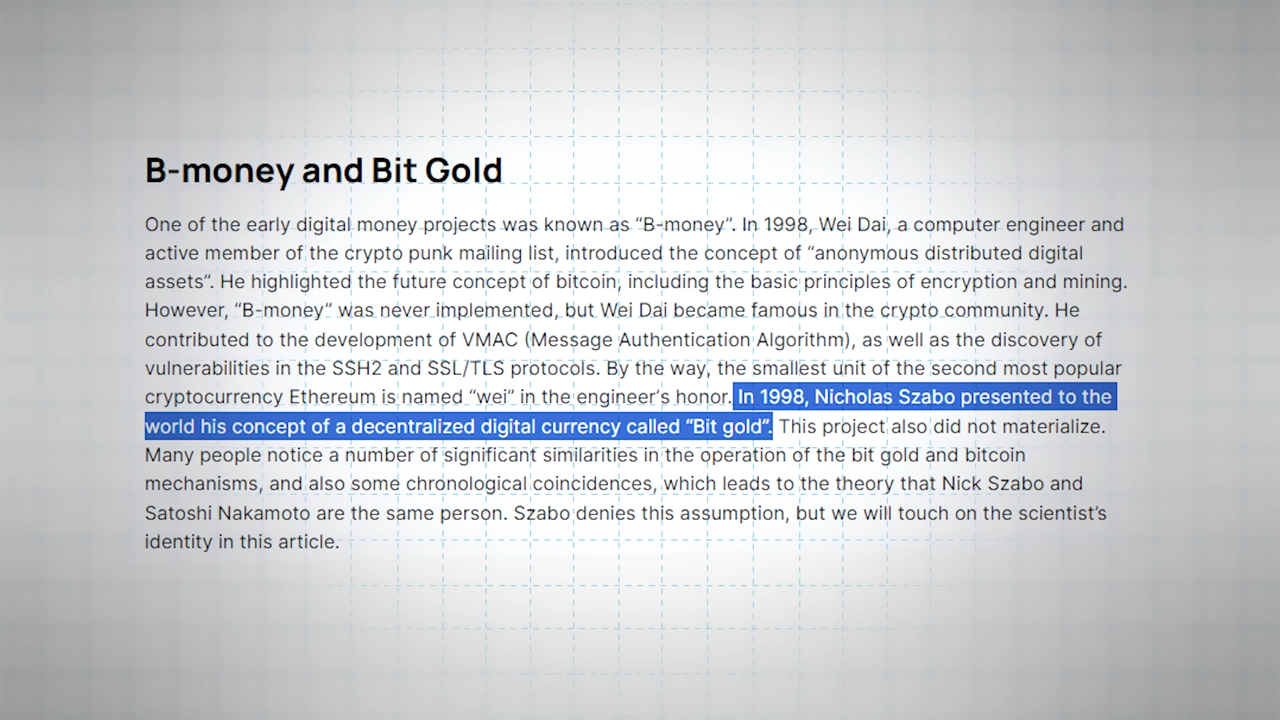 B-money and Bit Gold
One of the early digital money projects was known as “B-money”. In 1998, Wei Dai, a computer engineer and
active member of the crypto punk mailing list, introduced the concept of “anonymous distributed digital
assets”. He highlighted the future concept of bitcoin, including the basic principles of encryption and mining.
However, “B-money” was never implemented, but Wei Dai became famous in the crypto community. He
contributed to the development of VMAC (Message Authentication Algorithm), as well as the discovery of
vulnerabilities in the SSH2 and SSL/TLS protocols. By the way, the smallest unit of the second most popular
cryptocurrency Ethereum is named “wei” in the engineer’s honor. In 1998, Nicholas Szabo presented to the
world his concept of a decentralized digital currency called “Bit gold”. This project also did not materialize.
Many people notice a number of significant similarities in the operation of the bit gold and bitcoin
mechanisms, and also some chronological coincidences, which leads to the theory that Nick Szabo and
Satoshi Nakamoto are the same person. Szabo denies this assumption, but we will touch on the scientist’s
identity in this article.